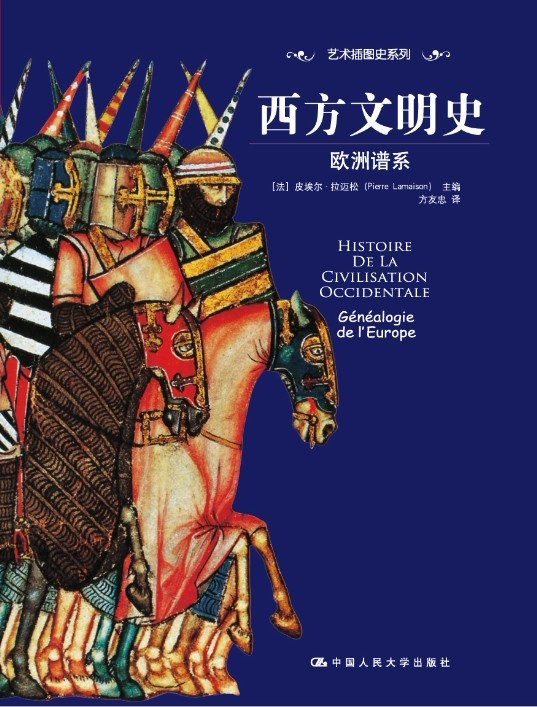 艺术插图史系列
西方文明史
欧洲谱系
[法] 皮埃尔·拉迈松 (Pierre Lamaison) 主编
方友忠 译
HISTOIRE
DE LA
CIVILISATION
OCCIDENTALE
Généalogie
de l'Europe
中国人民大学出版社